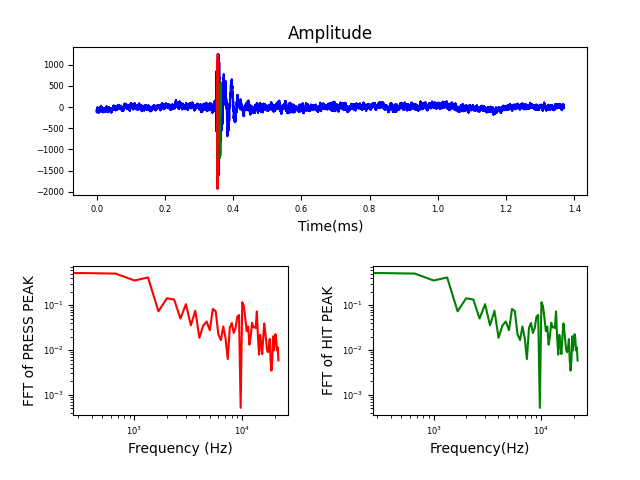 Amplitude
1000
500
0
−500
−1000
−1500
−2000
0.0 0.2 0.4 0.6 0.8 1.0 1.2 1.4
Time(ms)
FFT of PRESS PEAK
10⁻¹
10⁻²
10⁻³
10³ 10⁴
Frequency (Hz)
FFT of HIT PEAK
10⁻¹
10⁻²
10⁻³
10³ 10⁴
Frequency(Hz)